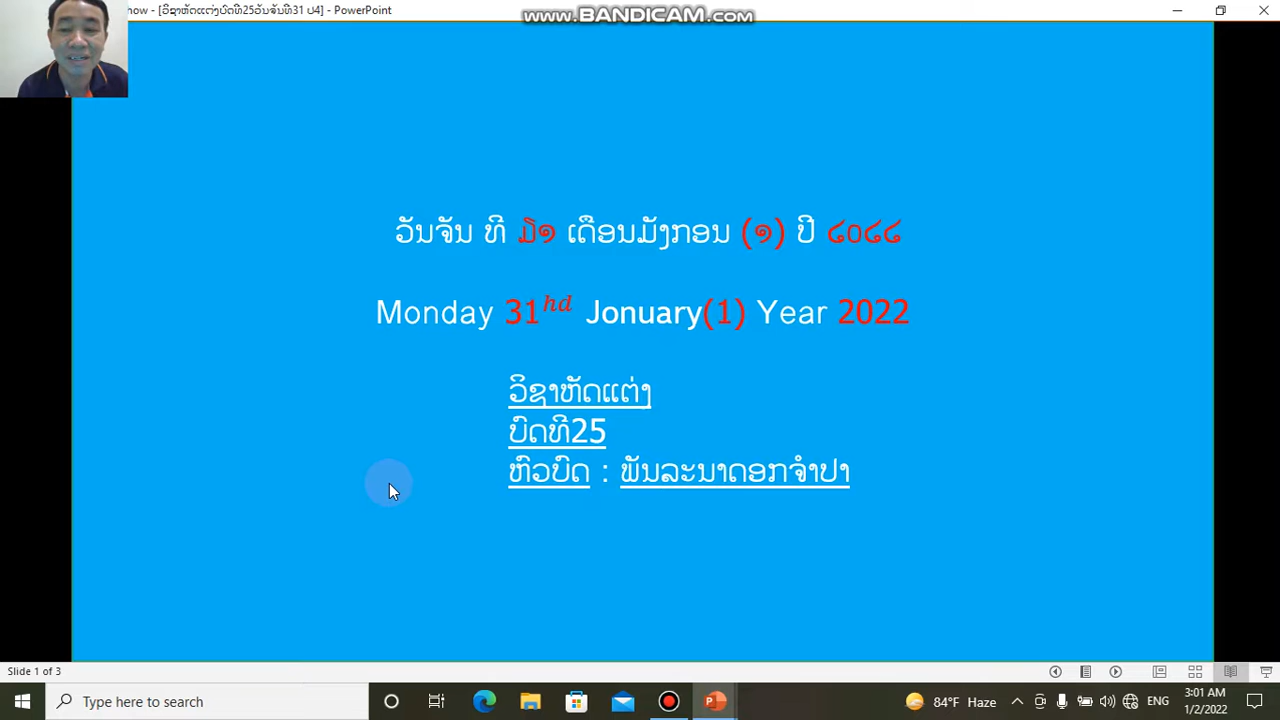 how - [ວິຊາຫັດແຕ່ງບົດທີ25ວັນຈັນທີ31 ປ4] - PowerPoint
WWW.BANDICAM.COM
ວັນຈັນ ທີ ໓໑ ເດືອນມັງກອນ (໑) ປີ ໒໐໒໒
Monday 31hd Jonuary(1) Year 2022
ວິຊາຫັດແຕ່ງ
ບົດທີ25
ຫົວບົດ : ພັນລະນາດອກຈຳປາ
Slide 1 of 3
Type here to search
84°F Haze
ENG
3:01 AM
1/2/2022